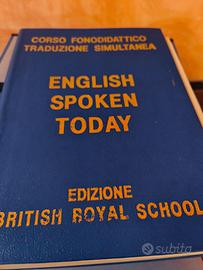 CORSO FONODIDATTICO
TRADUZIONE SIMULTANEA
ENGLISH
SPOKEN
TODAY
EDIZIONE
BRITISH ROYAL SCHOOL
subito